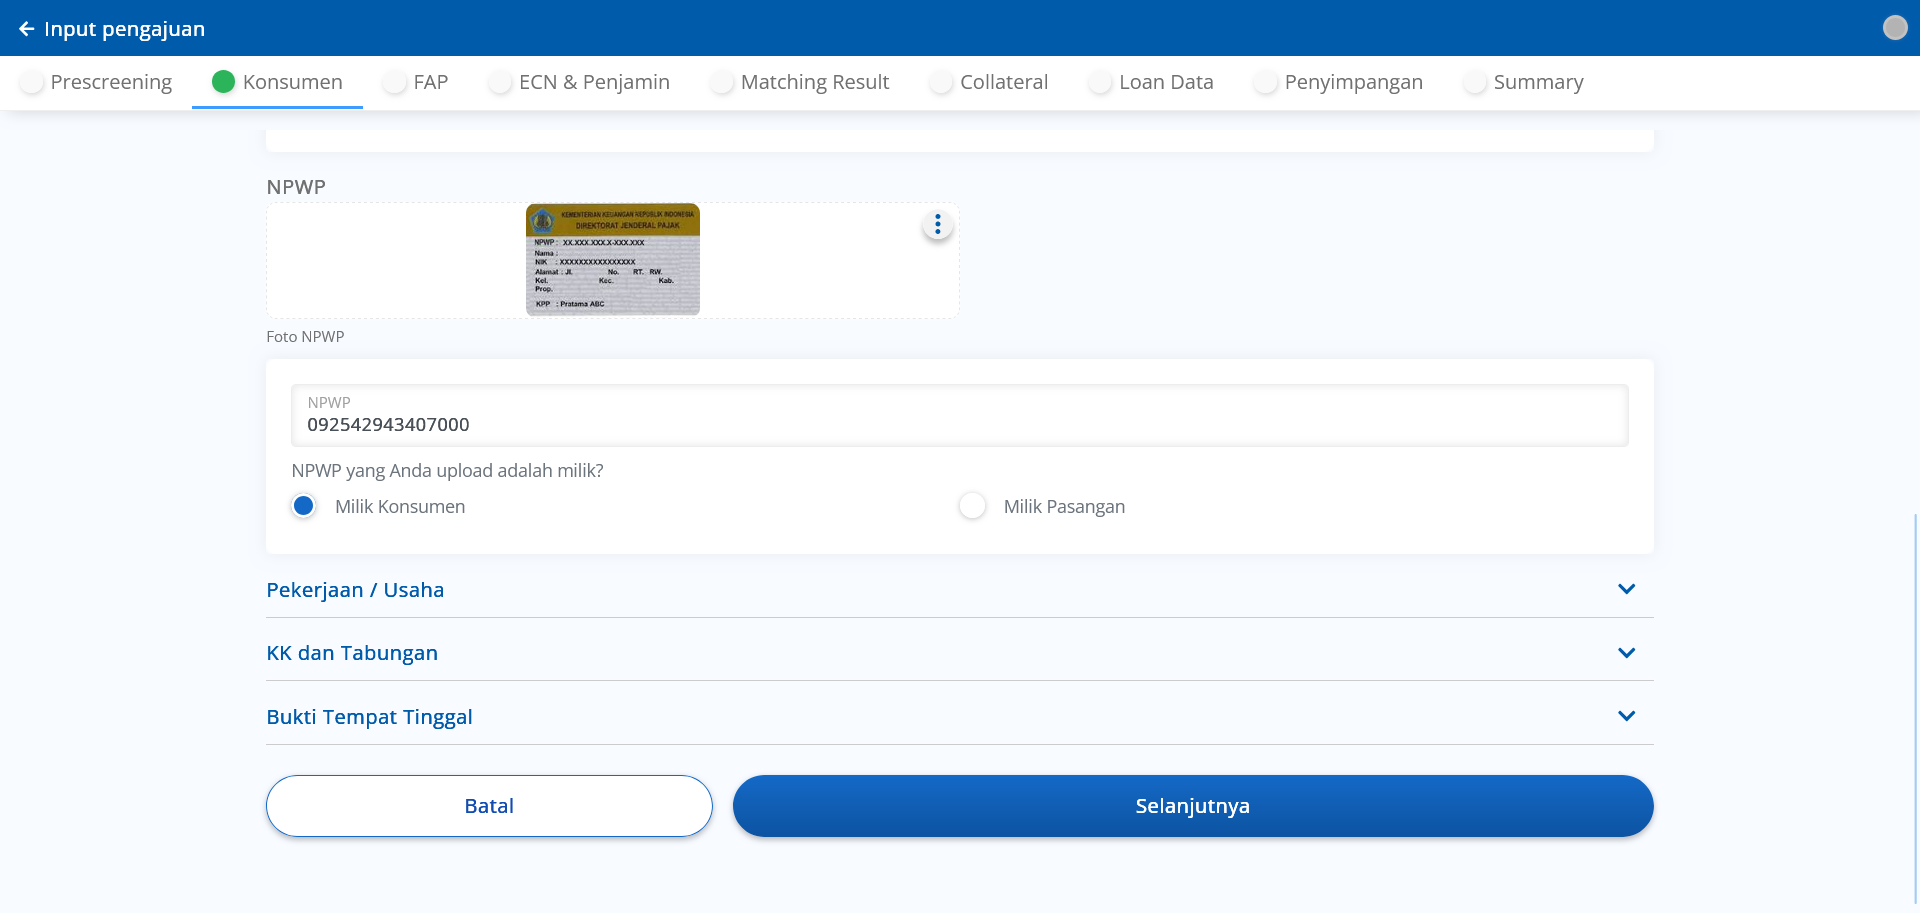 Input pengajuan
Prescreening Konsumen FAP ECN & Penjamin Matching Result Collateral Loan Data Penyimpangan Summary
NPWP
KEMENTERIAN KEUANGAN REPUBLIK INDONESIA
DIREKTORAT JENDERAL PAJAK
NPWP : XX.XXX.XXX.X-XXX.XXX
Nama :
NIK : XXXXXXXXXXXXXXXX
Alamat : Jl. No. RT. RW.
Kel. Kec. Kab.
Prop.
KPP : Pratama ABC
Foto NPWP
NPWP
092542943407000
NPWP yang Anda upload adalah milik?
Milik Konsumen Milik Pasangan
Pekerjaan / Usaha
KK dan Tabungan
Bukti Tempat Tinggal
Batal Selanjutnya